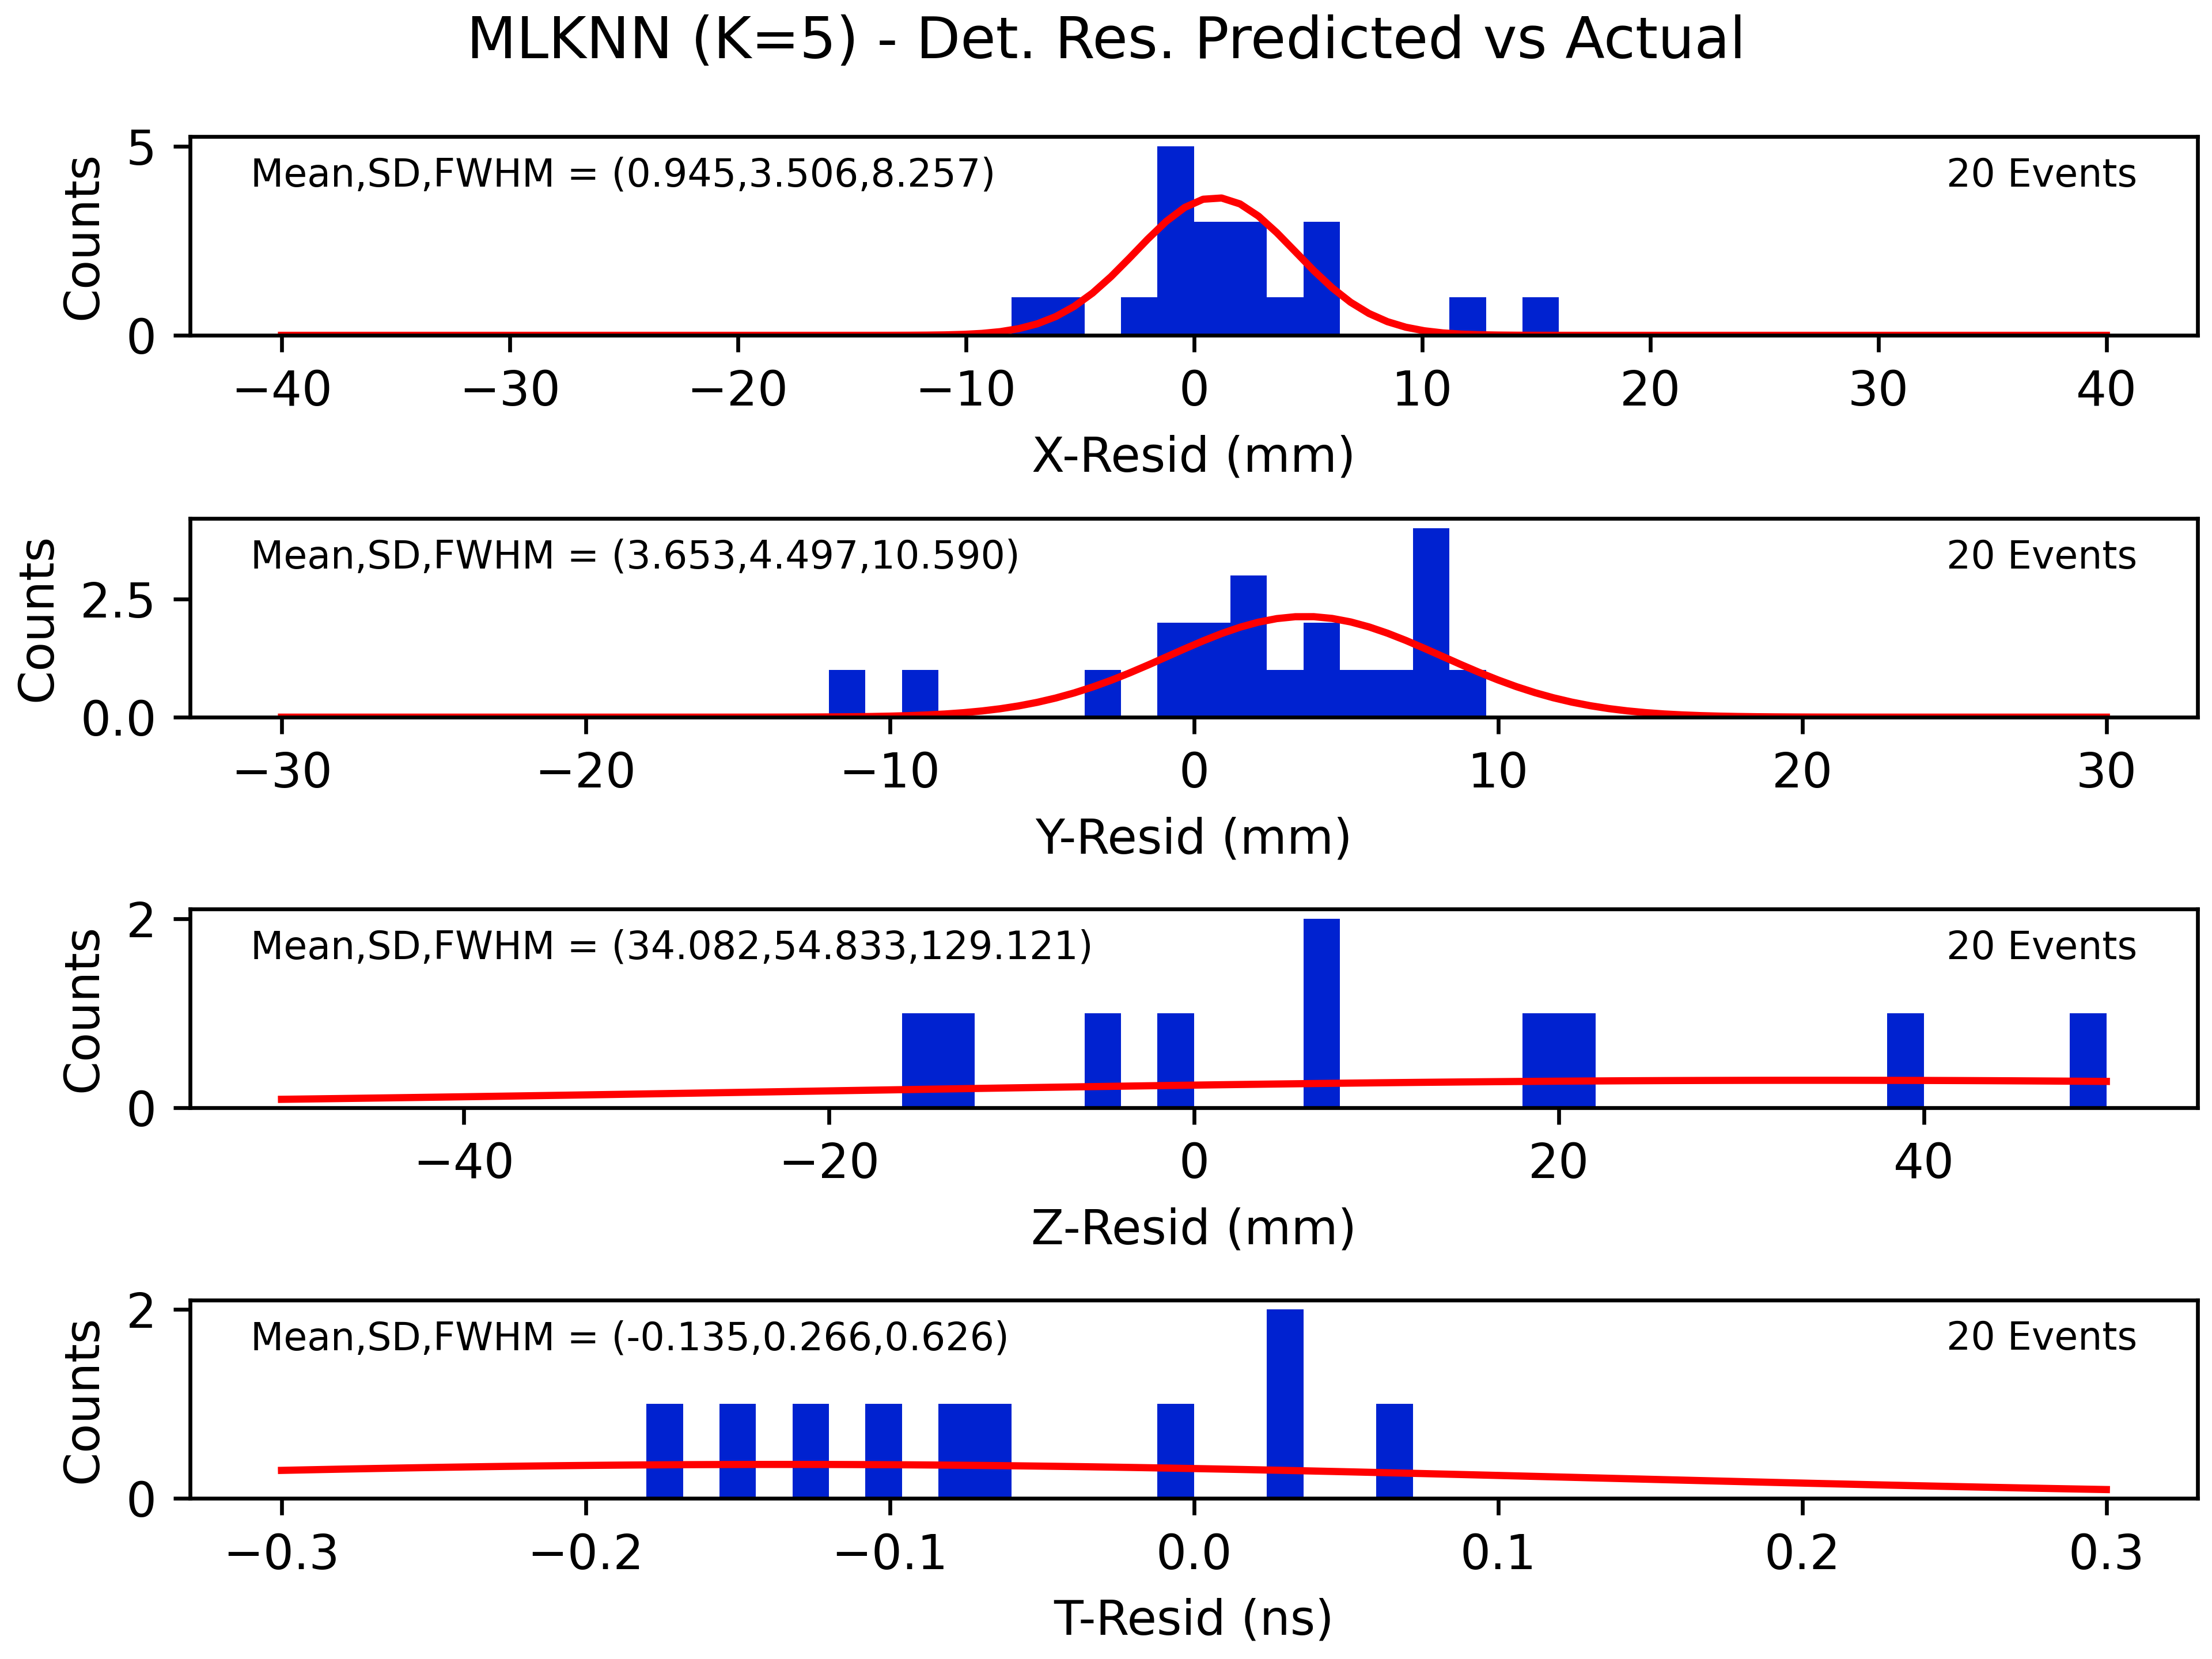 MLKNN (K=5) - Det. Res. Predicted vs Actual
5
0
Counts
Mean,SD,FWHM = (0.945,3.506,8.257)
20 Events
−40 −30 −20 −10 0 10 20 30 40
X-Resid (mm)
2.5
0.0
Counts
Mean,SD,FWHM = (3.653,4.497,10.590)
20 Events
−30 −20 −10 0 10 20 30
Y-Resid (mm)
2
0
Counts
Mean,SD,FWHM = (34.082,54.833,129.121)
20 Events
−40 −20 0 20 40
Z-Resid (mm)
2
0
Counts
Mean,SD,FWHM = (-0.135,0.266,0.626)
20 Events
−0.3 −0.2 −0.1 0.0 0.1 0.2 0.3
T-Resid (ns)